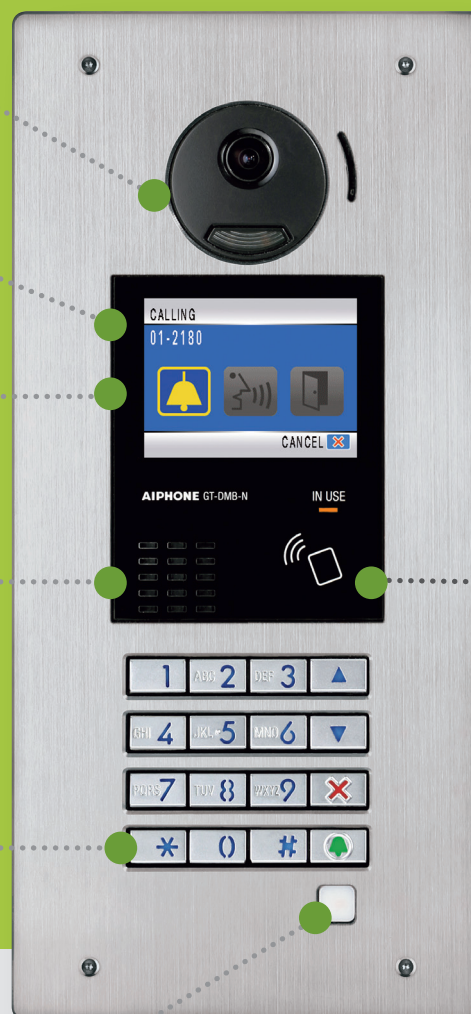 CALLING
01-2180
CANCEL
AIPHONE GT-DMB-N IN USE
1 ABC 2 DEF 3
GHI 4 JKL 5 MNO 6
PQRS 7 TUV 8 WXYZ 9
* 0 #